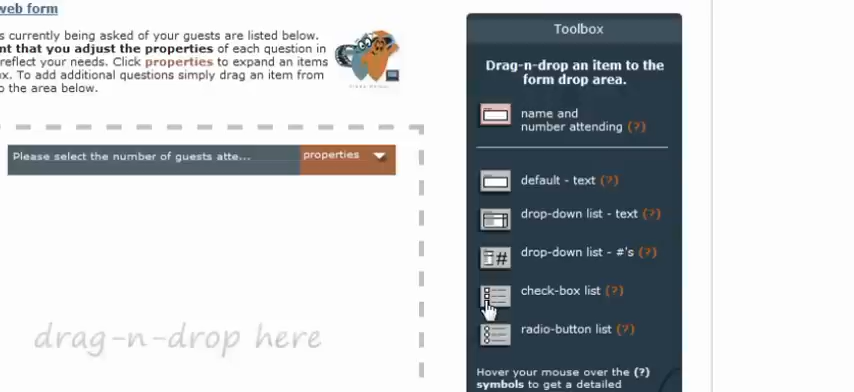 web form
s currently being asked of your guests are listed below.
nt that you adjust the properties of each question in
reflect your needs. Click properties to expand an items
ox. To add additional questions simply drag an item from
o the area below.
Please select the number of guests atte...
properties
drag-n-drop here
Toolbox
Drag-n-drop an item to the
form drop area.
name and
number attending (?)
default - text (?)
drop-down list - text (?)
drop-down list - #'s (?)
check-box list (?)
radio-button list (?)
Hover your mouse over the (?)
symbols to get a detailed